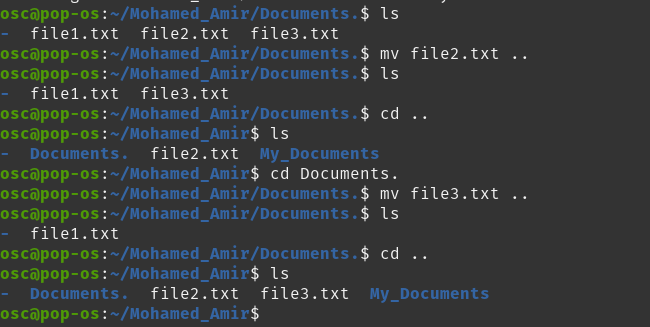 osc@pop-os:~/Mohamed_Amir/Documents.$ ls
-  file1.txt  file2.txt  file3.txt
osc@pop-os:~/Mohamed_Amir/Documents.$ mv file2.txt ..
osc@pop-os:~/Mohamed_Amir/Documents.$ ls
-  file1.txt  file3.txt
osc@pop-os:~/Mohamed_Amir/Documents.$ cd ..
osc@pop-os:~/Mohamed_Amir$ ls
-  Documents.  file2.txt  My_Documents
osc@pop-os:~/Mohamed_Amir$ cd Documents.
osc@pop-os:~/Mohamed_Amir/Documents.$ mv file3.txt ..
osc@pop-os:~/Mohamed_Amir/Documents.$ ls
-  file1.txt
osc@pop-os:~/Mohamed_Amir/Documents.$ cd ..
osc@pop-os:~/Mohamed_Amir$ ls
-  Documents.  file2.txt  file3.txt  My_Documents
osc@pop-os:~/Mohamed_Amir$